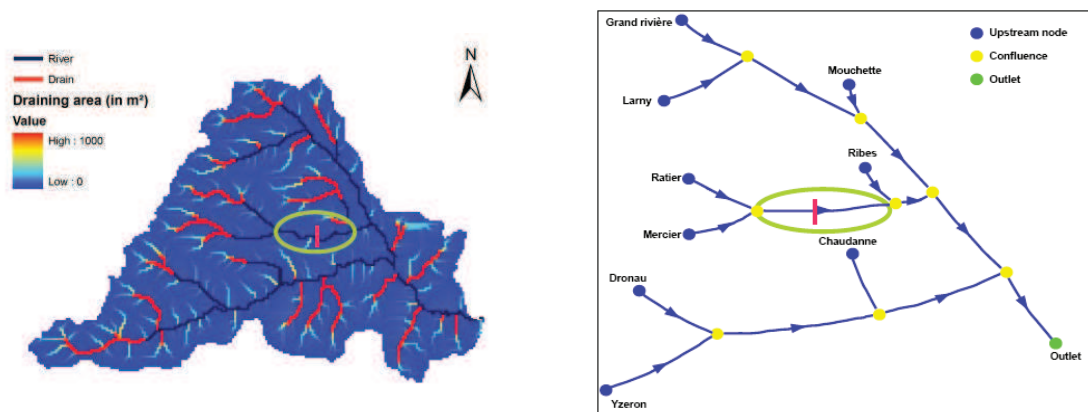 River
Drain
Draining area (in m²)
Value
High : 1000
Low : 0
N
Grand rivière
Larny
Mouchette
Ribes
Ratier
Mercier
Chaudanne
Dronau
Yzeron
Outlet
Upstream node
Confluence
Outlet